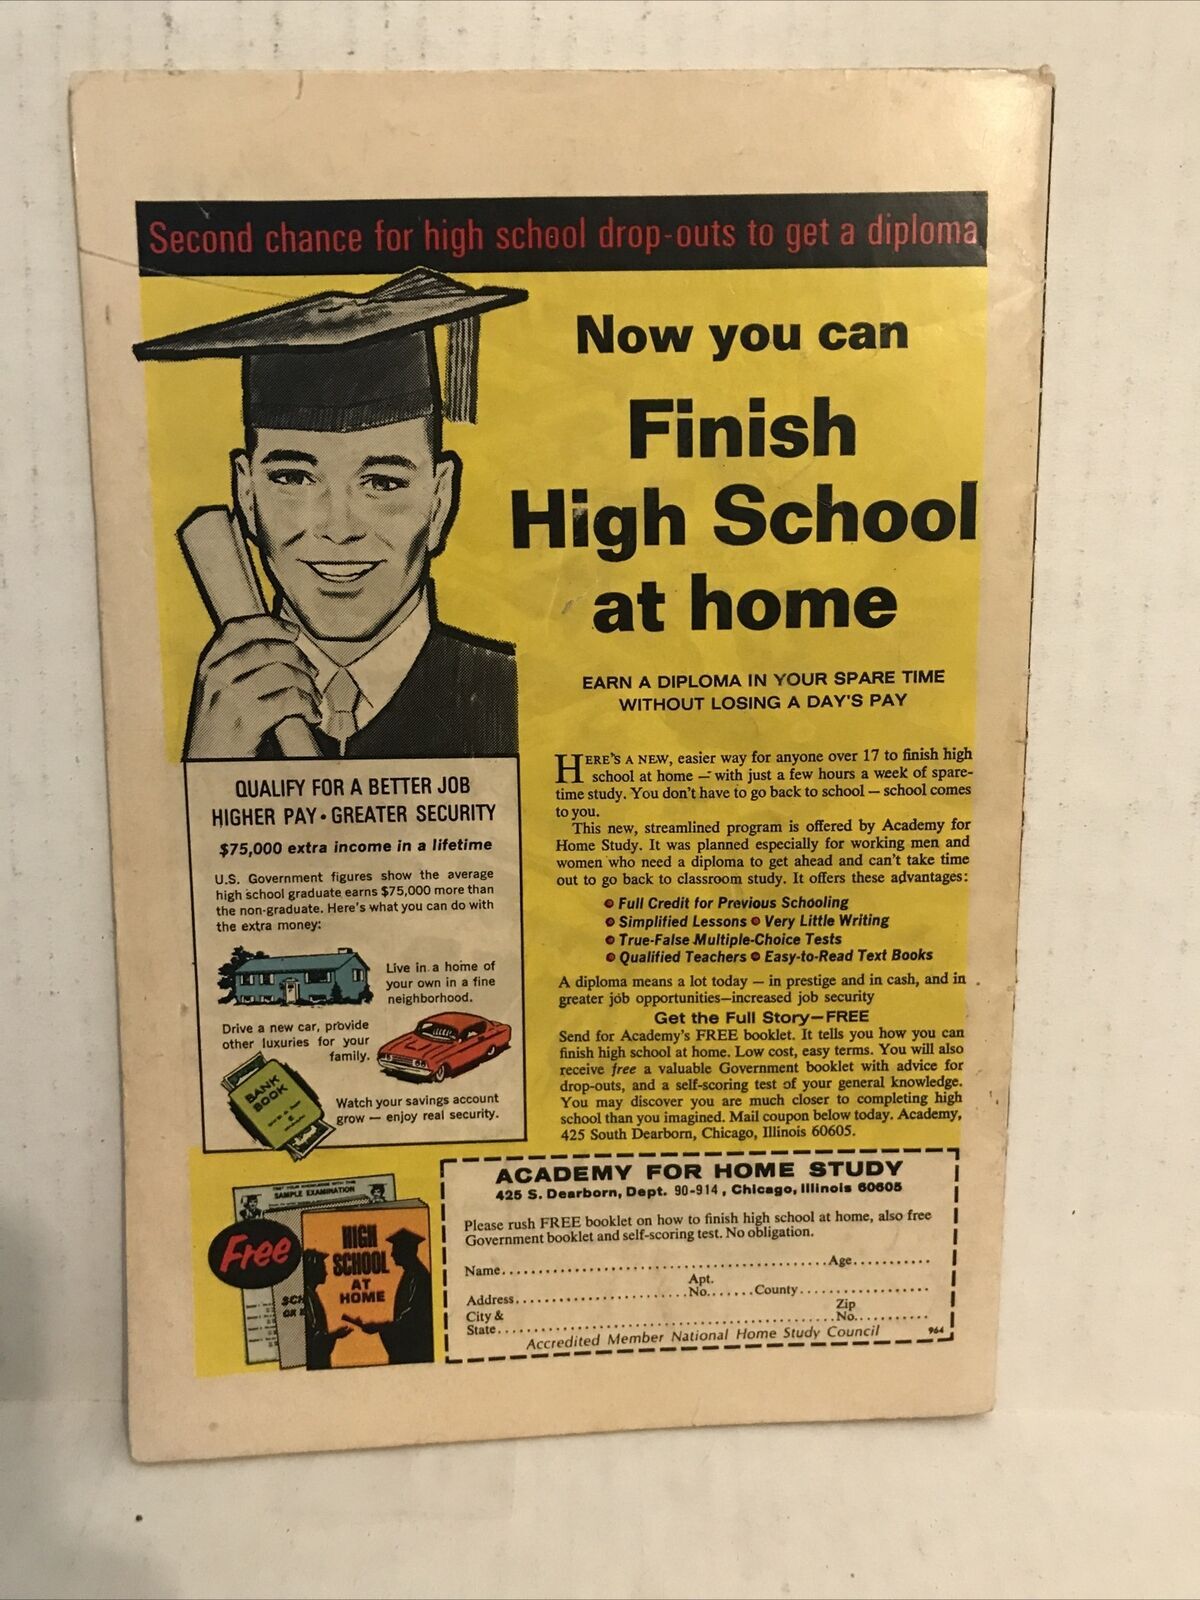 Second chance for high school drop-outs to get a diploma
Now you can
Finish
High School
at home
EARN A DIPLOMA IN YOUR SPARE TIME
WITHOUT LOSING A DAY'S PAY
QUALIFY FOR A BETTER JOB
HIGHER PAY • GREATER SECURITY
$75,000 extra income in a lifetime
U.S. Government figures show the average
high school graduate earns $75,000 more than
the non-graduate. Here's what you can do with
the extra money:
Live in a home of
your own in a fine
neighborhood.
Drive a new car, provide
other luxuries for your
family.
BANK
BOOK
Watch your savings account
grow — enjoy real security.
HERE'S A NEW, easier way for anyone over 17 to finish high
school at home — with just a few hours a week of spare-
time study. You don't have to go back to school — school comes
to you.
This new, streamlined program is offered by Academy for
Home Study. It was planned especially for working men and
women who need a diploma to get ahead and can't take time
out to go back to classroom study. It offers these advantages:
• Full Credit for Previous Schooling
• Simplified Lessons • Very Little Writing
• True-False Multiple-Choice Tests
• Qualified Teachers • Easy-to-Read Text Books
A diploma means a lot today — in prestige and in cash, and in
greater job opportunities—increased job security
Get the Full Story—FREE
Send for Academy's FREE booklet. It tells you how you can
finish high school at home. Low cost, easy terms. You will also
receive free a valuable Government booklet with advice for
drop-outs, and a self-scoring test of your general knowledge.
You may discover you are much closer to completing high
school than you imagined. Mail coupon below today. Academy,
425 South Dearborn, Chicago, Illinois 60605.
TEST YOUR KNOWLEDGE WITH THIS
SAMPLE EXAMINATION
Free
HIGH
SCHOOL
AT
HOME
ACADEMY FOR HOME STUDY
425 S. Dearborn, Dept. 90-914, Chicago, Illinois 60605
Please rush FREE booklet on how to finish high school at home, also free
Government booklet and self-scoring test. No obligation.
Name..........Age..........
Address..........Apt. No.......County..........
City & State..........Zip No..........
Accredited Member National Home Study Council 964